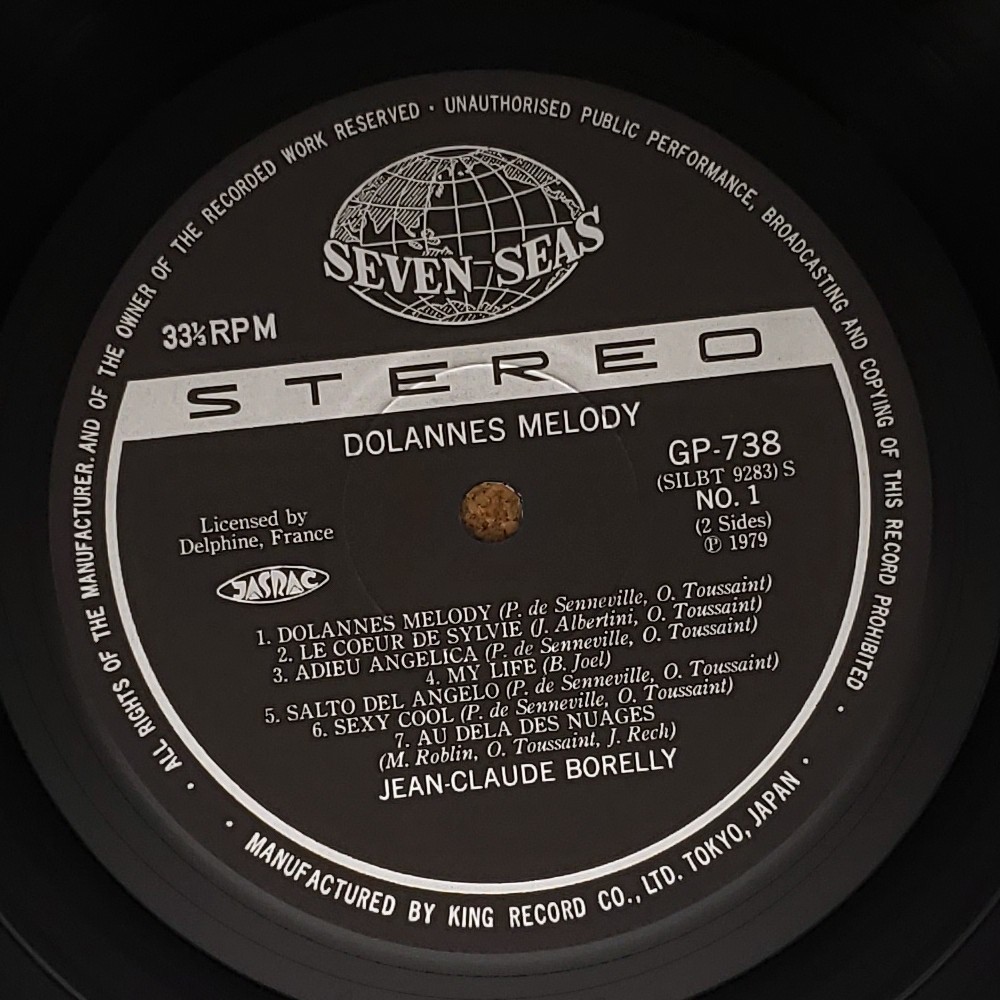 ALL RIGHTS OF THE MANUFACTURER. AND OF THE OWNER OF THE RECORDED WORK RESERVED · UNAUTHORISED PUBLIC PERFORMANCE, BROADCASTING AND COPYING OF THIS RECORD PROHIBITED ·
SEVEN SEAS
33⅓ RPM
STEREO
DOLANNES MELODY
GP-738
(SILBT 9283) S
NO. 1
(2 Sides)
Ⓟ 1979
Licensed by
Delphine, France
JASRAC
1. DOLANNES MELODY (P. de Senneville, O. Toussaint)
2. LE COEUR DE SYLVIE (J. Albertini, O. Toussaint)
3. ADIEU ANGELICA (P. de Senneville, O. Toussaint)
4. MY LIFE (B. Joel)
5. SALTO DEL ANGELO (P. de Senneville, O. Toussaint)
6. SEXY COOL (P. de Senneville, O. Toussaint)
7. AU DELA DES NUAGES
(M. Roblin, O. Toussaint, J. Rech)
JEAN-CLAUDE BORELLY
· MANUFACTURED BY KING RECORD CO., LTD. TOKYO, JAPAN ·